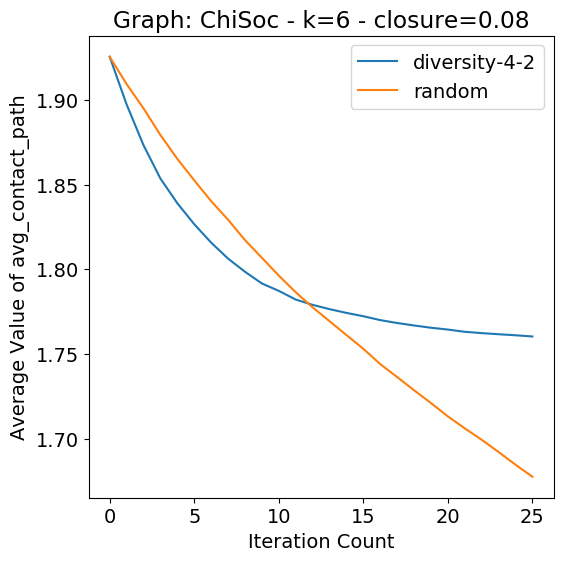 Graph: ChiSoc - k=6 - closure=0.08
diversity-4-2
random
Average Value of avg_contact_path
1.90
1.85
1.80
1.75
1.70
0
5
10
15
20
25
Iteration Count